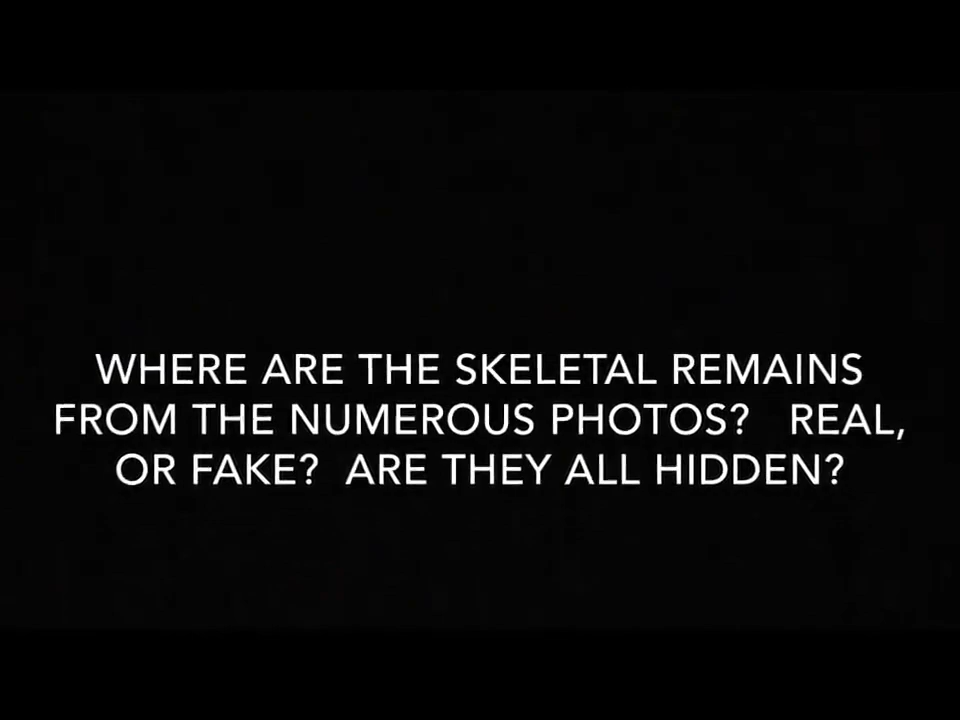 WHERE ARE THE SKELETAL REMAINS
FROM THE NUMEROUS PHOTOS?   REAL,
OR FAKE?  ARE THEY ALL HIDDEN?